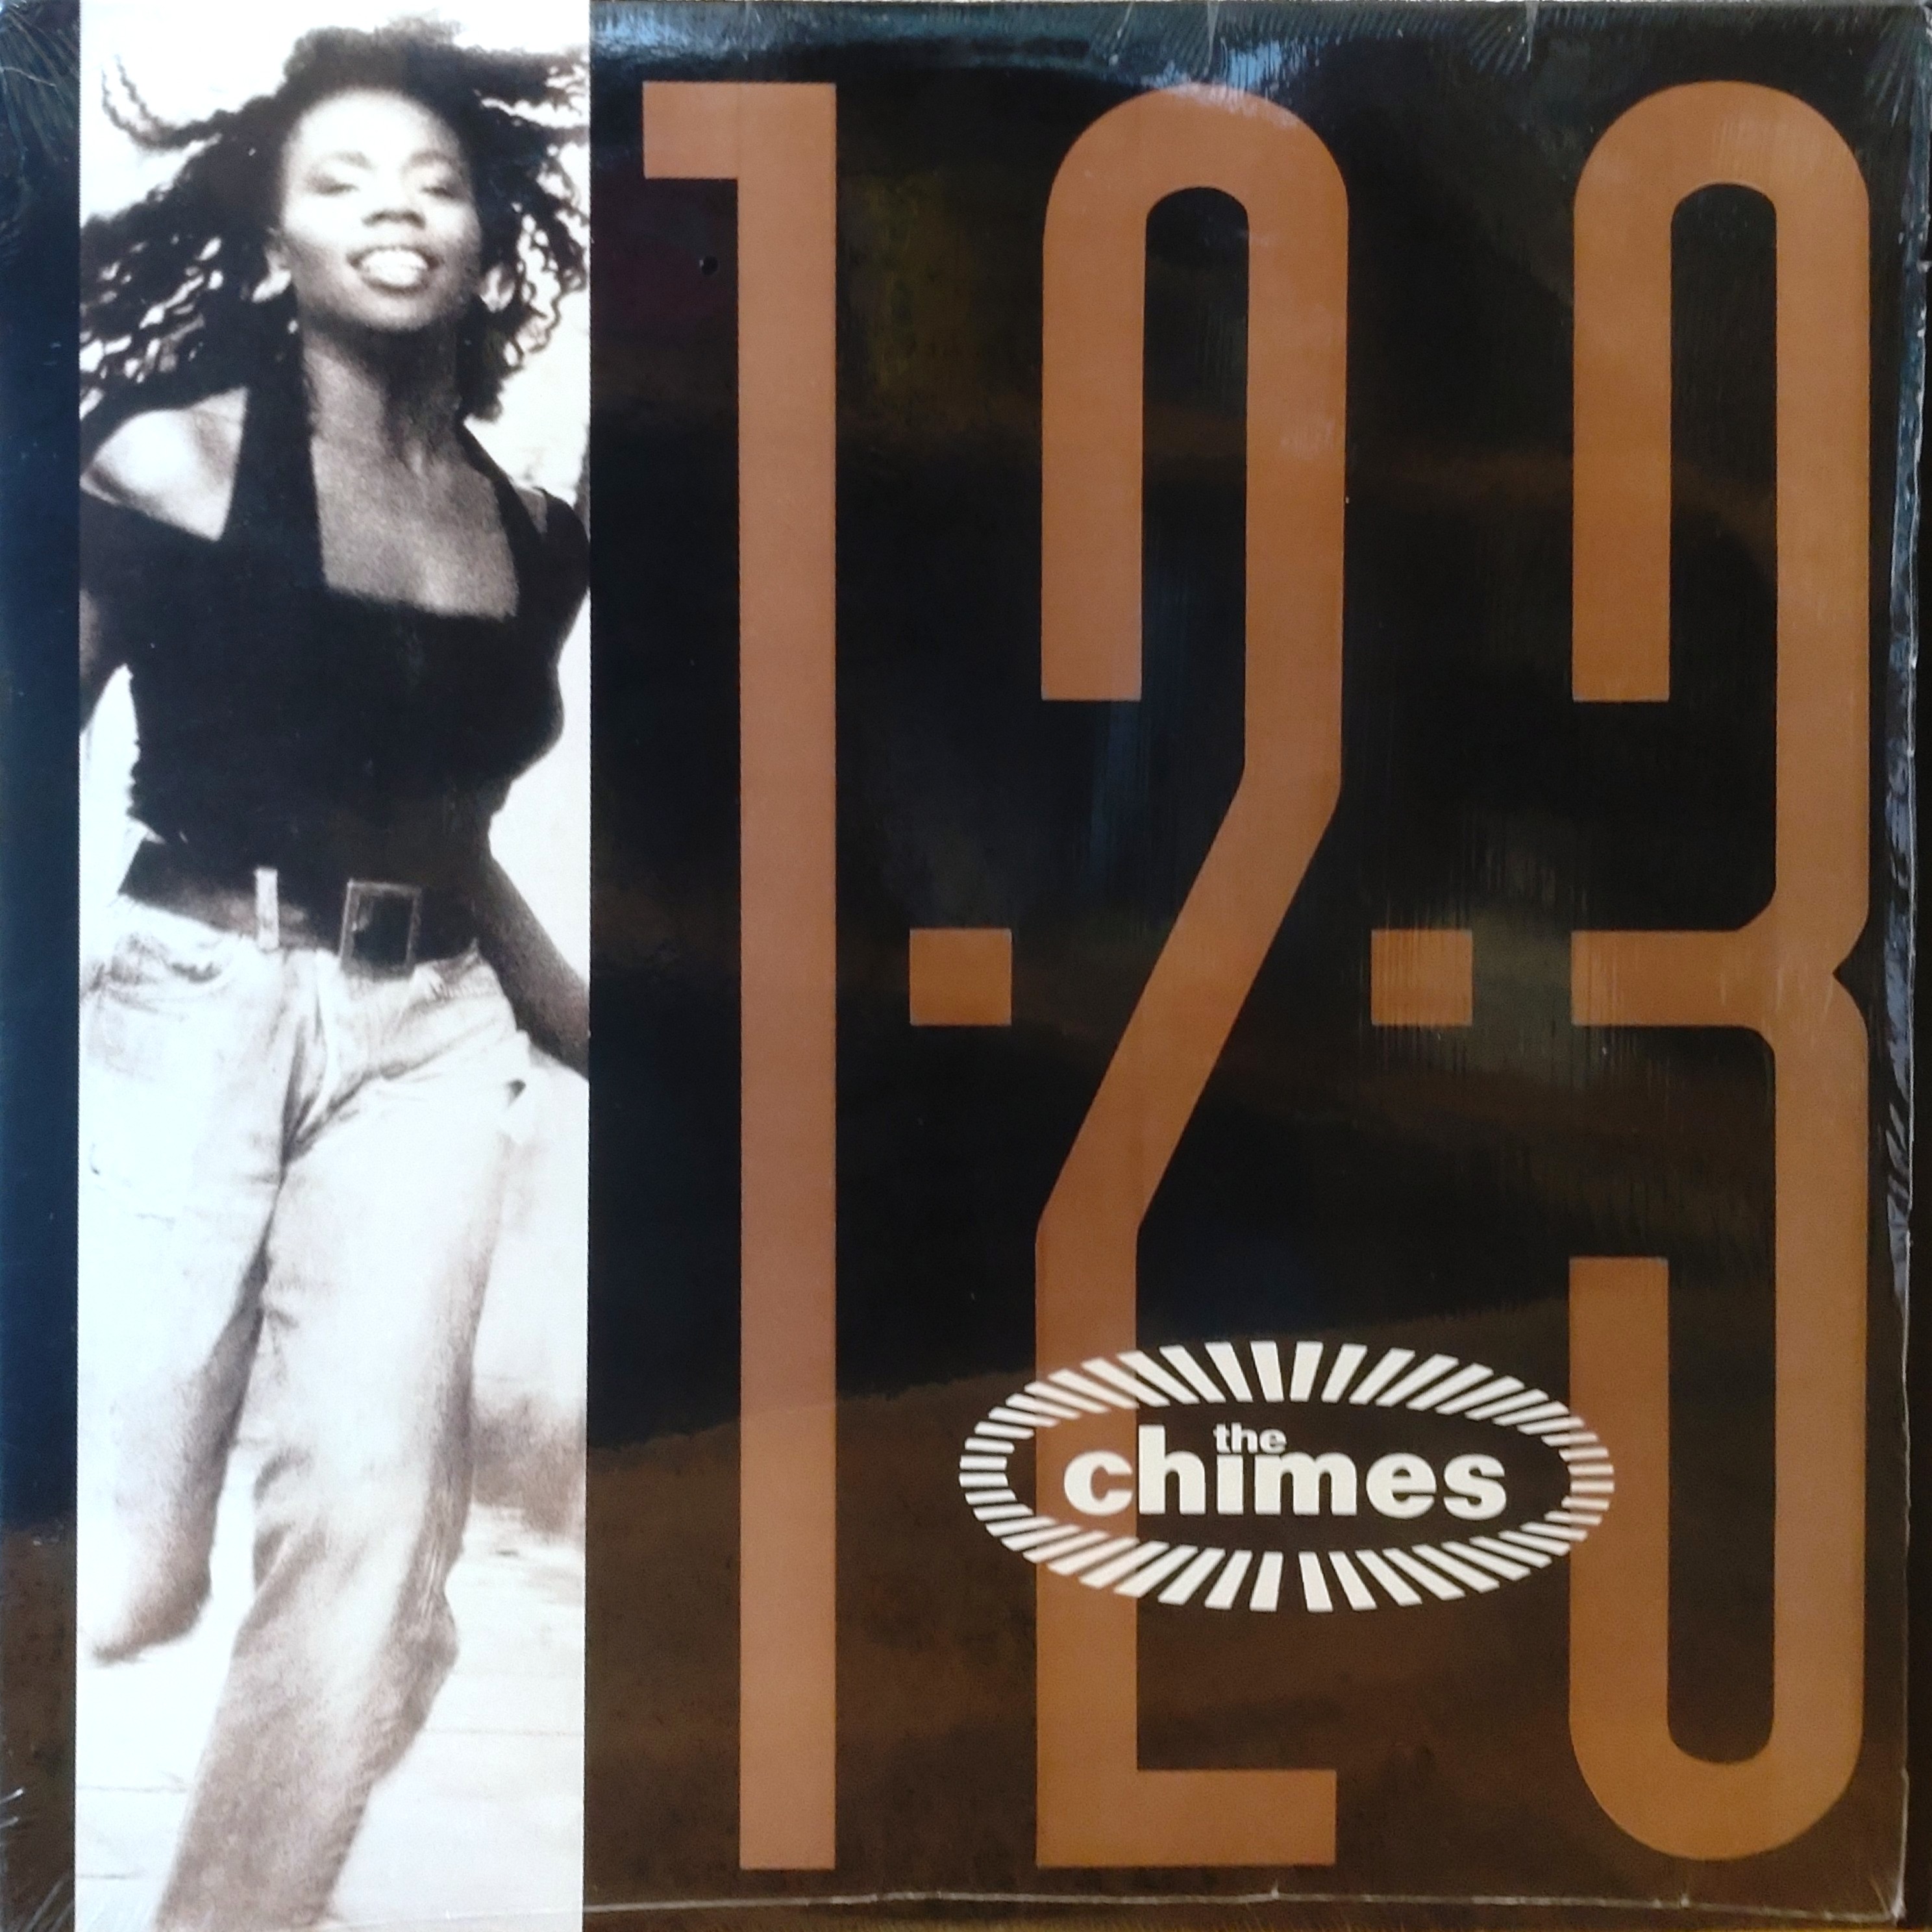 1·2·3
the
chimes